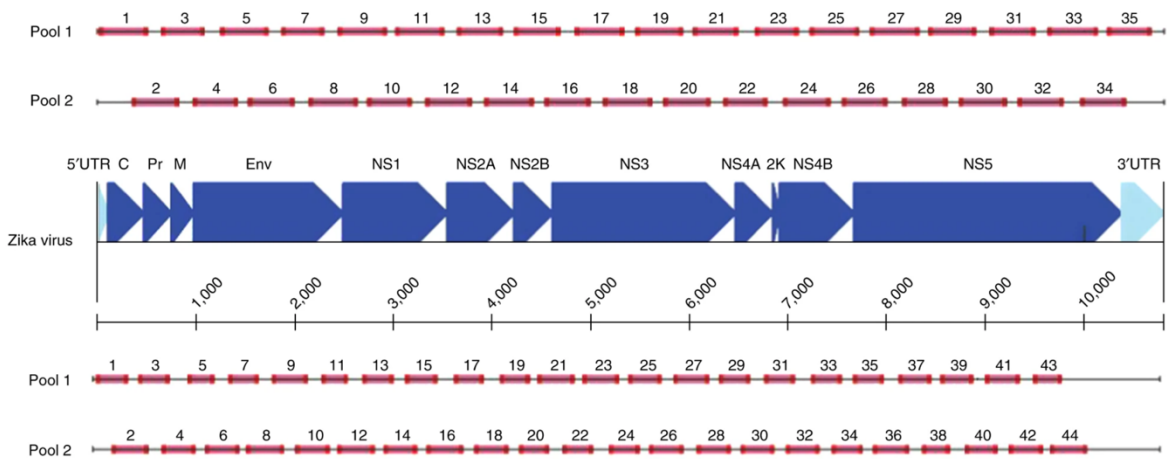 1 3 5 7 9 11 13 15 17 19 21 23 25 27 29 31 33 35
Pool 1
2 4 6 8 10 12 14 16 18 20 22 24 26 28 30 32 34
Pool 2
5′UTR C Pr M Env NS1 NS2A NS2B NS3 NS4A 2K NS4B NS5 3′UTR
Zika virus
1,000 2,000 3,000 4,000 5,000 6,000 7,000 8,000 9,000 10,000
1 3 5 7 9 11 13 15 17 19 21 23 25 27 29 31 33 35 37 39 41 43
Pool 1
2 4 6 8 10 12 14 16 18 20 22 24 26 28 30 32 34 36 38 40 42 44
Pool 2